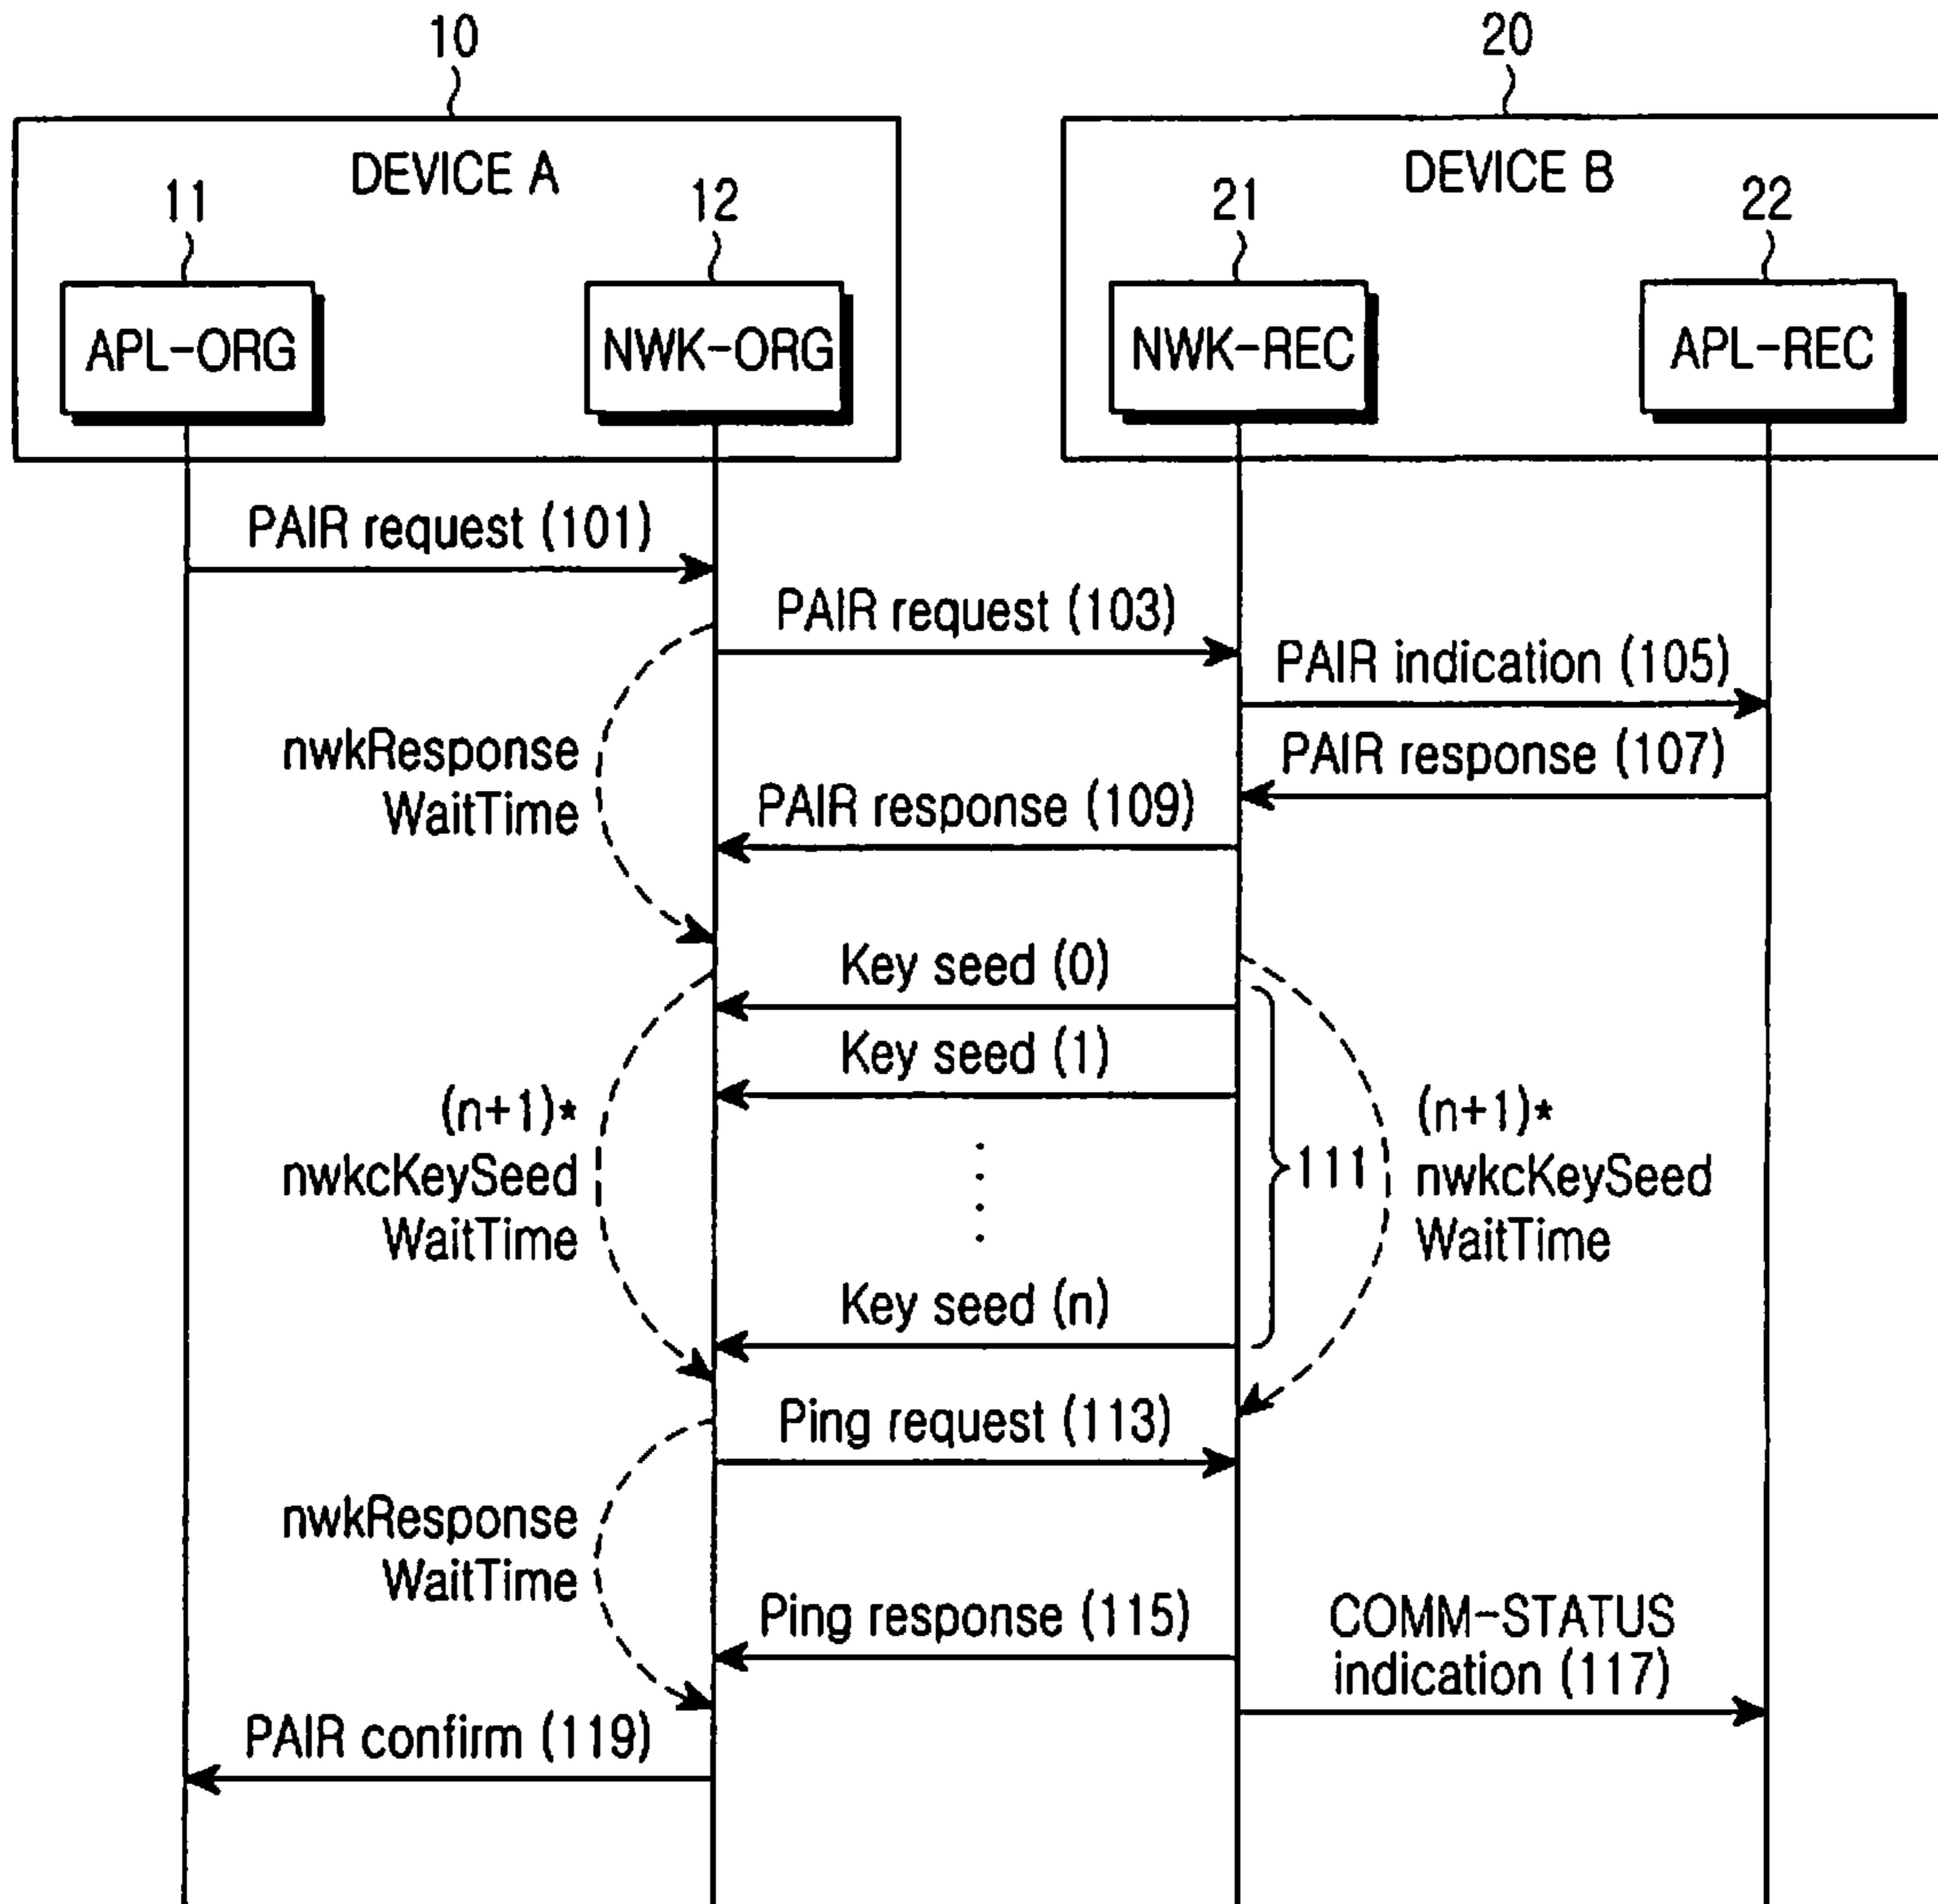 10
20
DEVICE A
DEVICE B
11
12
21
22
APL-ORG
NWK-ORG
NWK-REC
APL-REC
PAIR request (101)
PAIR request (103)
PAIR indication (105)
nwkResponse
WaitTime
PAIR response (107)
PAIR response (109)
Key seed (0)
Key seed (1)
(n+1)*
nwkcKeySeed
WaitTime
111
(n+1)*
nwkcKeySeed
WaitTime
Key seed (n)
Ping request (113)
nwkResponse
WaitTime
Ping response (115)
COMM-STATUS
indication (117)
PAIR confirm (119)